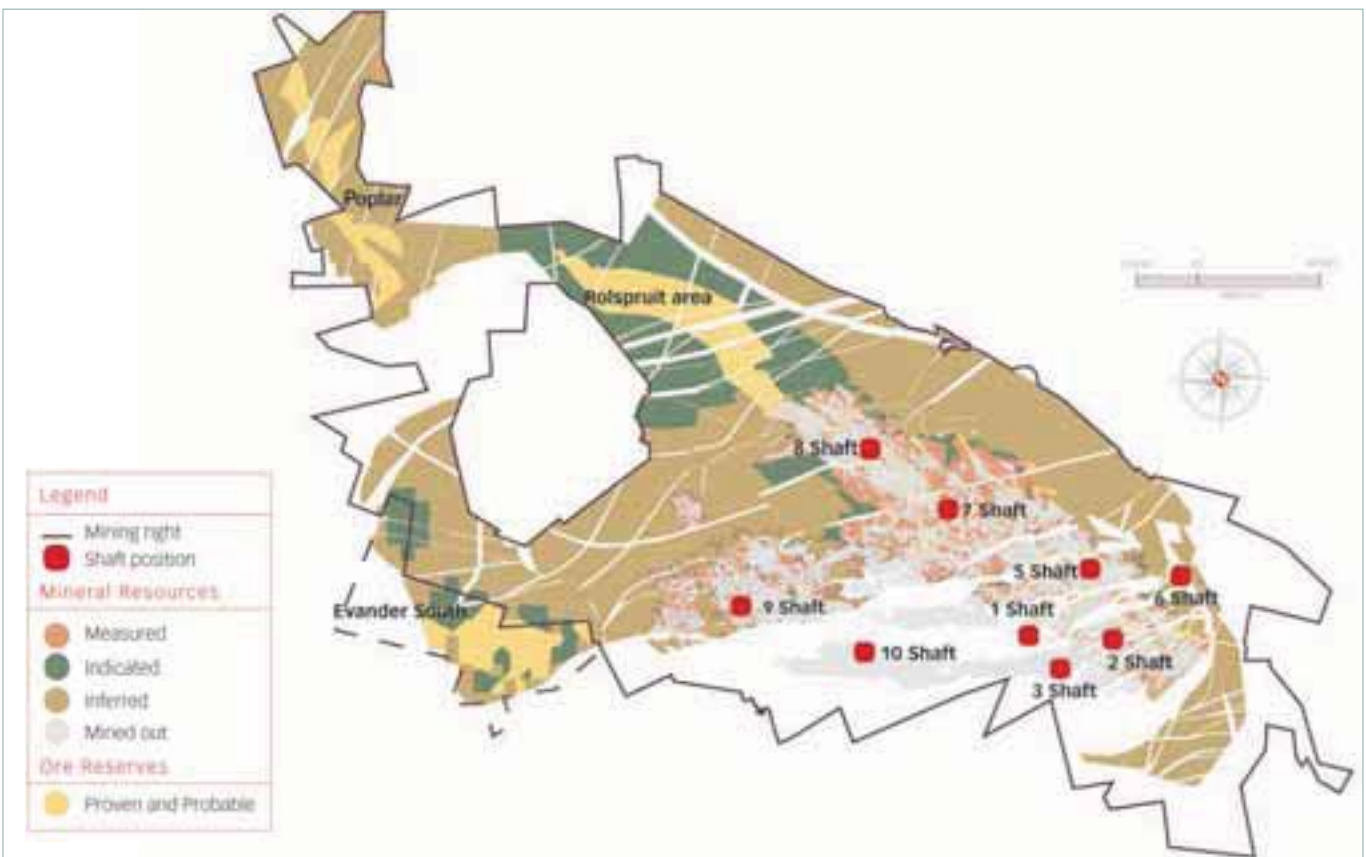 Poplar
Rolspruit area
8 Shaft
7 Shaft
5 Shaft
6 Shaft
1 Shaft
9 Shaft
2 Shaft
10 Shaft
3 Shaft
Evander South
Legend
Mining right
Shaft position
Mineral Resources
Measured
Indicated
Inferred
Mined out
Ore Reserves
Proven and Probable